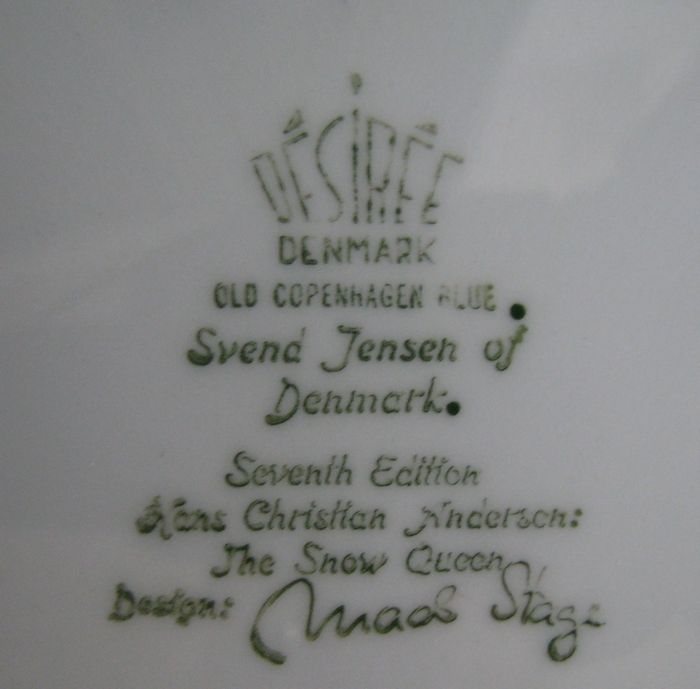 DÉSIRÉE
DENMARK
OLD COPENHAGEN BLUE.
Svend Jensen of
Denmark.
Seventh Edition
Hans Christian Andersen:
The Snow Queen
Design: Mads Stage